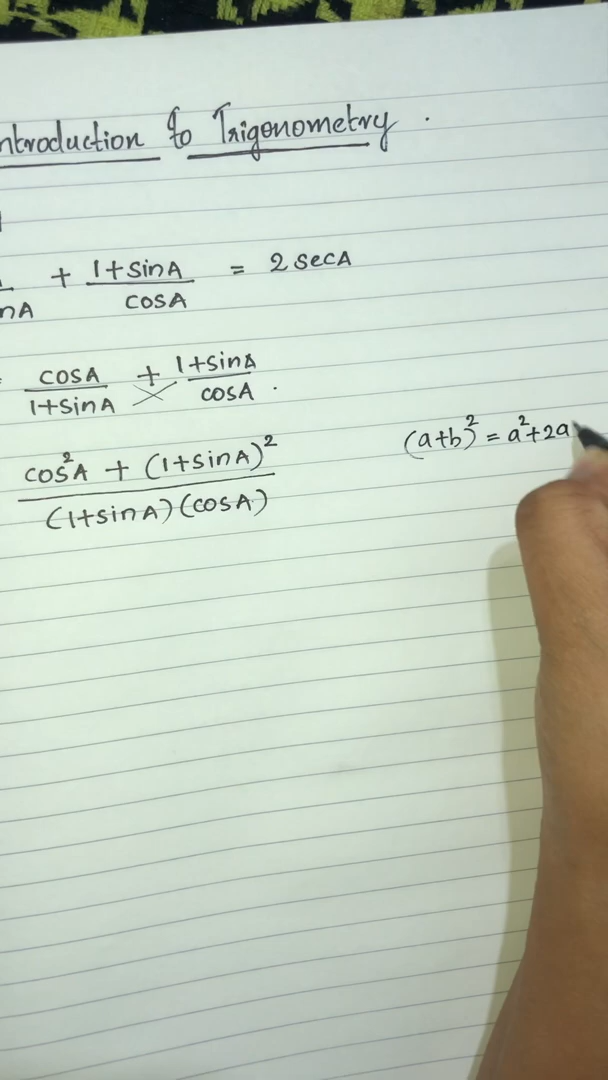 ntroduction to Trigonometry.
nA + 1+sinA / cosA = 2 secA
cosA / 1+sinA + 1+sinA / cosA.
cos²A + (1+sinA)² / (1+sinA)(cosA)
(a+b)² = a²+2a